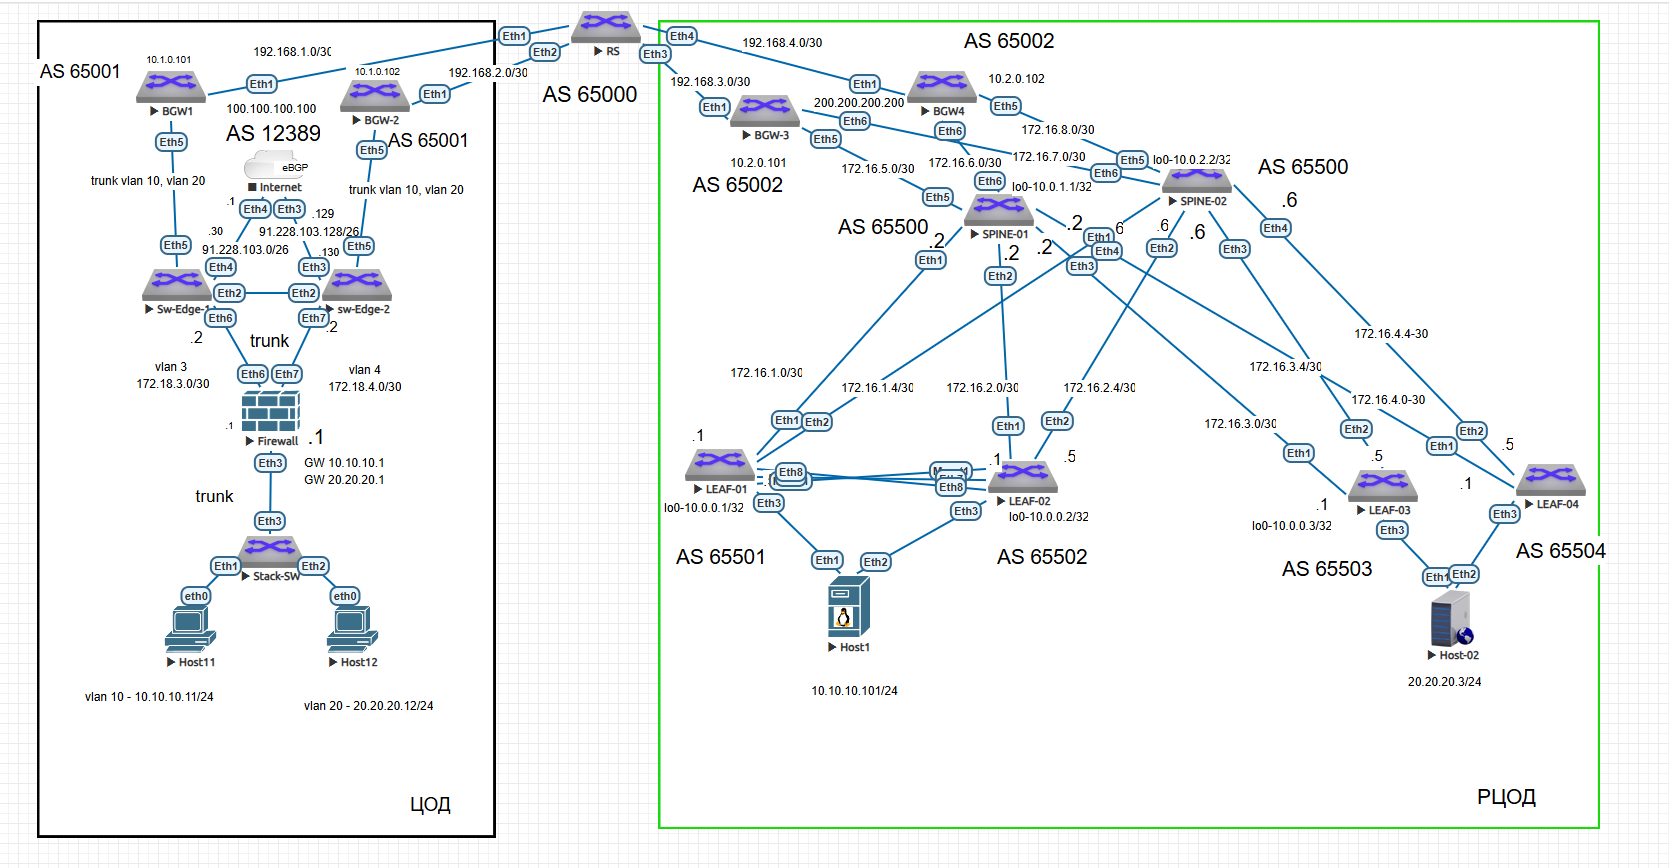 Eth1
RS
Eth4
AS 65002
192.168.4.0/30
192.168.1.0/30
Eth2
Eth3
10.1.0.101
AS 65001
10.1.0.102
192.168.2.0/30
192.168.3.0/30
Eth1
10.2.0.102
Eth1
Eth1
AS 65000
BGW1
100.100.100.100
BGW-2
Eth1
200.200.200.200
BGW4
Eth5
AS 12389
Eth6
Eth6
172.16.8.0/30
BGW-3
Eth5
Eth5
Eth5
AS 65001
eBGP
10.2.0.101
172.16.5.0/30
172.16.6.0/30
172.16.7.0/30
Eth5
lo0-10.0.2.2/32
AS 65500
Eth6
trunk vlan 10, vlan 20
Internet
trunk vlan 10, vlan 20
AS 65002
Eth6
lo0-10.0.1.1/32
SPINE-02
.1
Eth4
Eth3
.129
Eth5
.6
AS 65500
SPINE-01
.2
.6
.30
91.228.103.128/26
.2
.2
.2
Eth1
6
.6
Eth4
Eth5
91.228.103.0/26
Eth5
.130
Eth4
Eth2
Eth3
Eth4
Eth3
Eth1
Eth2
Eth3
Sw-Edge-1
Eth2
Eth2
sw-Edge-2
Eth6
Eth7
.2
.2
trunk
172.16.4.4-30
vlan 3
172.18.3.0/30
vlan 4
172.18.4.0/30
Eth6
Eth7
172.16.1.0/30
172.16.1.4/30
172.16.2.0/30
172.16.2.4/30
172.16.3.4/30
172.16.4.0-30
.1
Firewall
.1
Eth1
Eth2
Eth1
Eth2
172.16.3.0/30
Eth2
Eth2
.1
Eth1
Eth1
.5
Eth3
GW 10.10.10.1
GW 20.20.20.1
.1
.5
.5
trunk
LEAF-01
Eth8
Eth8
LEAF-02
.1
.1
LEAF-03
LEAF-04
lo0-10.0.0.1/32
Eth3
Eth3
lo0-10.0.0.2/32
lo0-10.0.0.3/32
Eth3
Eth3
Eth3
AS 65501
AS 65502
AS 65503
AS 65504
Eth1
Eth2
Stack-SW
Eth1
Eth2
Eth1
Eth2
eth0
eth0
Host11
Host12
Host1
Host-02
vlan 10 - 10.10.10.11/24
vlan 20 - 20.20.20.12/24
10.10.10.101/24
20.20.20.3/24
ЦОД
РЦОД